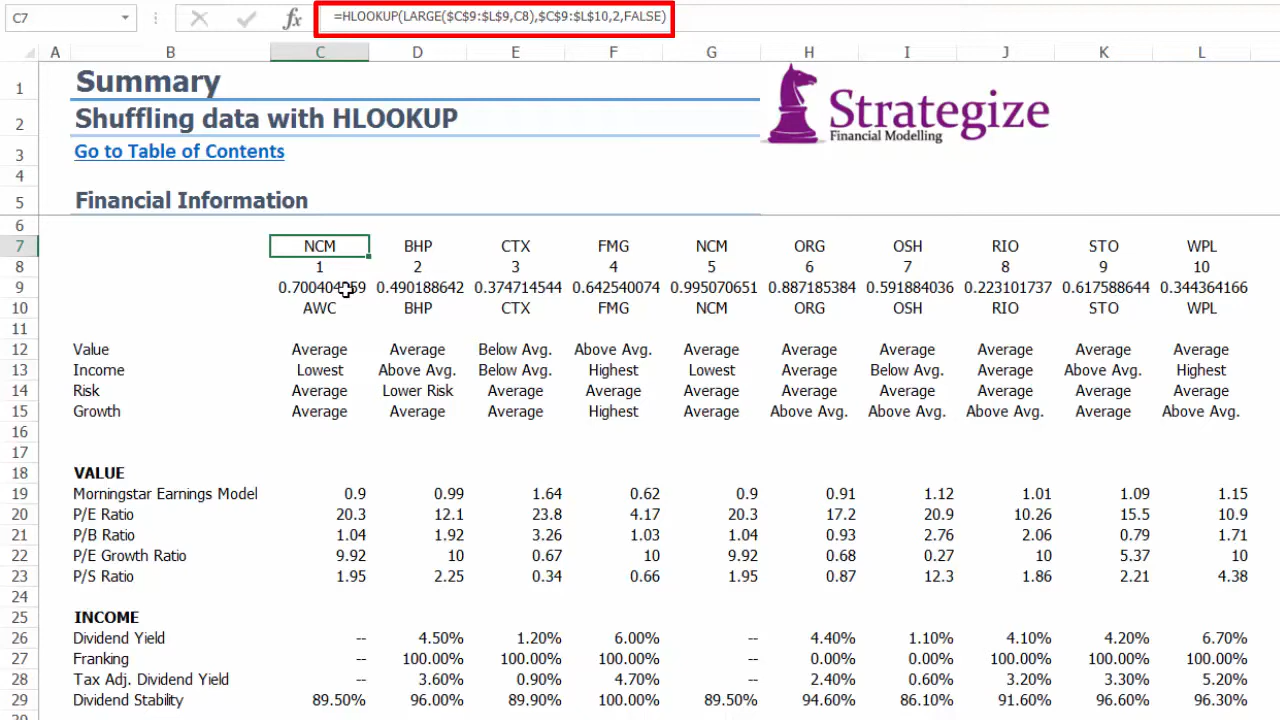 C7 fx =HLOOKUP(LARGE($C$9:$L$9,C8),$C$9:$L$10,2,FALSE)
A B C D E F G H I J K L
1 Summary
2 Shuffling data with HLOOKUP
Strategize
Financial Modelling
3 Go to Table of Contents
4
5 Financial Information
6
7 NCM BHP CTX FMG NCM ORG OSH RIO STO WPL
8 1 2 3 4 5 6 7 8 9 10
9 0.490188642 0.374714544 0.642540074 0.995070651 0.887185384 0.591884036 0.223101737 0.617588644 0.344364166
10 AWC BHP CTX FMG NCM ORG OSH RIO STO WPL
11
12 Value Average Average Below Avg. Above Avg. Average Average Average Average Average Average
13 Income Lowest Above Avg. Below Avg. Highest Lowest Average Below Avg. Average Above Avg. Highest
14 Risk Average Lower Risk Average Average Average Average Average Average Average Average
15 Growth Average Average Average Highest Average Above Avg. Above Avg. Above Avg. Average Above Avg.
16
17
18 VALUE
19 Morningstar Earnings Model 0.9 0.99 1.64 0.62 0.9 0.91 1.12 1.01 1.09 1.15
20 P/E Ratio 20.3 12.1 23.8 4.17 20.3 17.2 20.9 10.26 15.5 10.9
21 P/B Ratio 1.04 1.92 3.26 1.03 1.04 0.93 2.76 2.06 0.79 1.71
22 P/E Growth Ratio 9.92 10 0.67 10 9.92 0.68 0.27 10 5.37 10
23 P/S Ratio 1.95 2.25 0.34 0.66 1.95 0.87 12.3 1.86 2.21 4.38
24
25 INCOME
26 Dividend Yield -- 4.50% 1.20% 6.00% -- 4.40% 1.10% 4.10% 4.20% 6.70%
27 Franking -- 100.00% 100.00% 100.00% -- 0.00% 0.00% 100.00% 100.00% 100.00%
28 Tax Adj. Dividend Yield -- 3.60% 0.90% 4.70% -- 2.40% 0.60% 3.20% 3.30% 5.20%
29 Dividend Stability 89.50% 96.00% 89.90% 100.00% 89.50% 94.60% 86.10% 91.60% 96.60% 96.30%